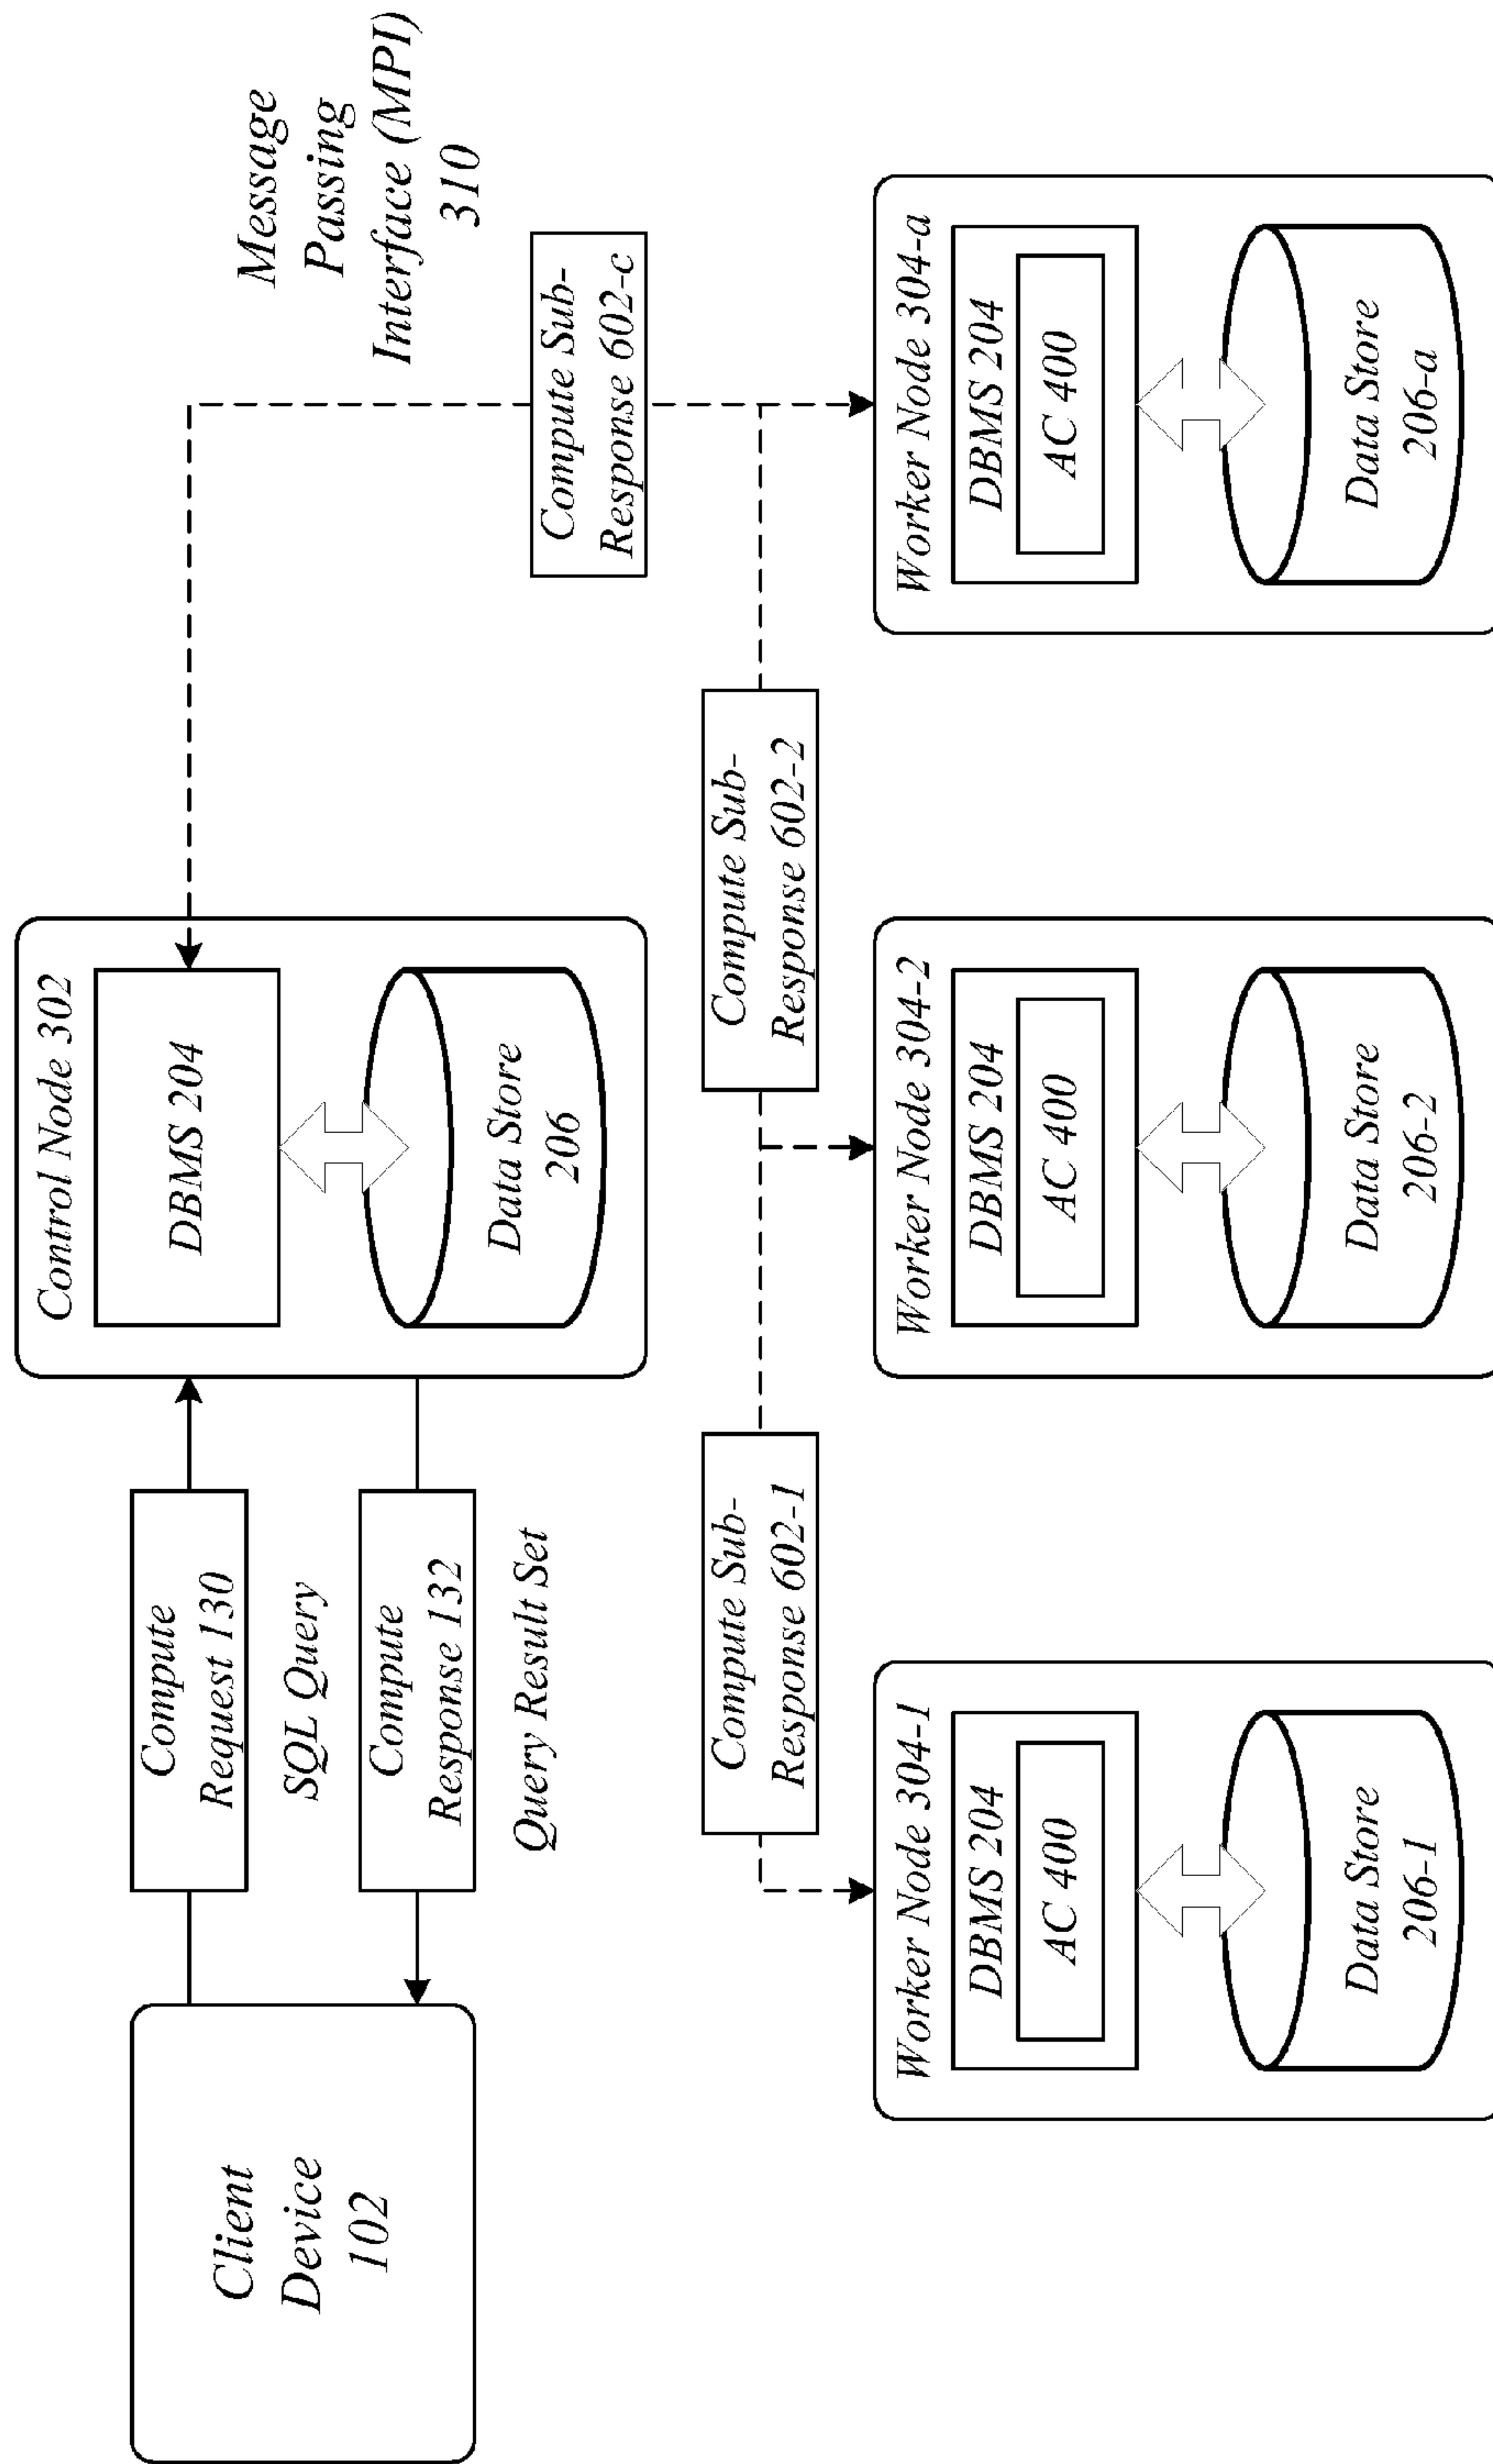 Client
Device
102
Compute
Request 130
SQL Query
Compute
Response 132
Query Result Set
Control Node 302
DBMS 204
Data Store
206
Message
Passing
Interface (MPI)
310
Compute Sub-
Response 602-c
Compute Sub-
Response 602-1
Compute Sub-
Response 602-2
Worker Node 304-1
DBMS 204
AC 400
Data Store
206-1
Worker Node 304-2
DBMS 204
AC 400
Data Store
206-2
Worker Node 304-a
DBMS 204
AC 400
Data Store
206-a